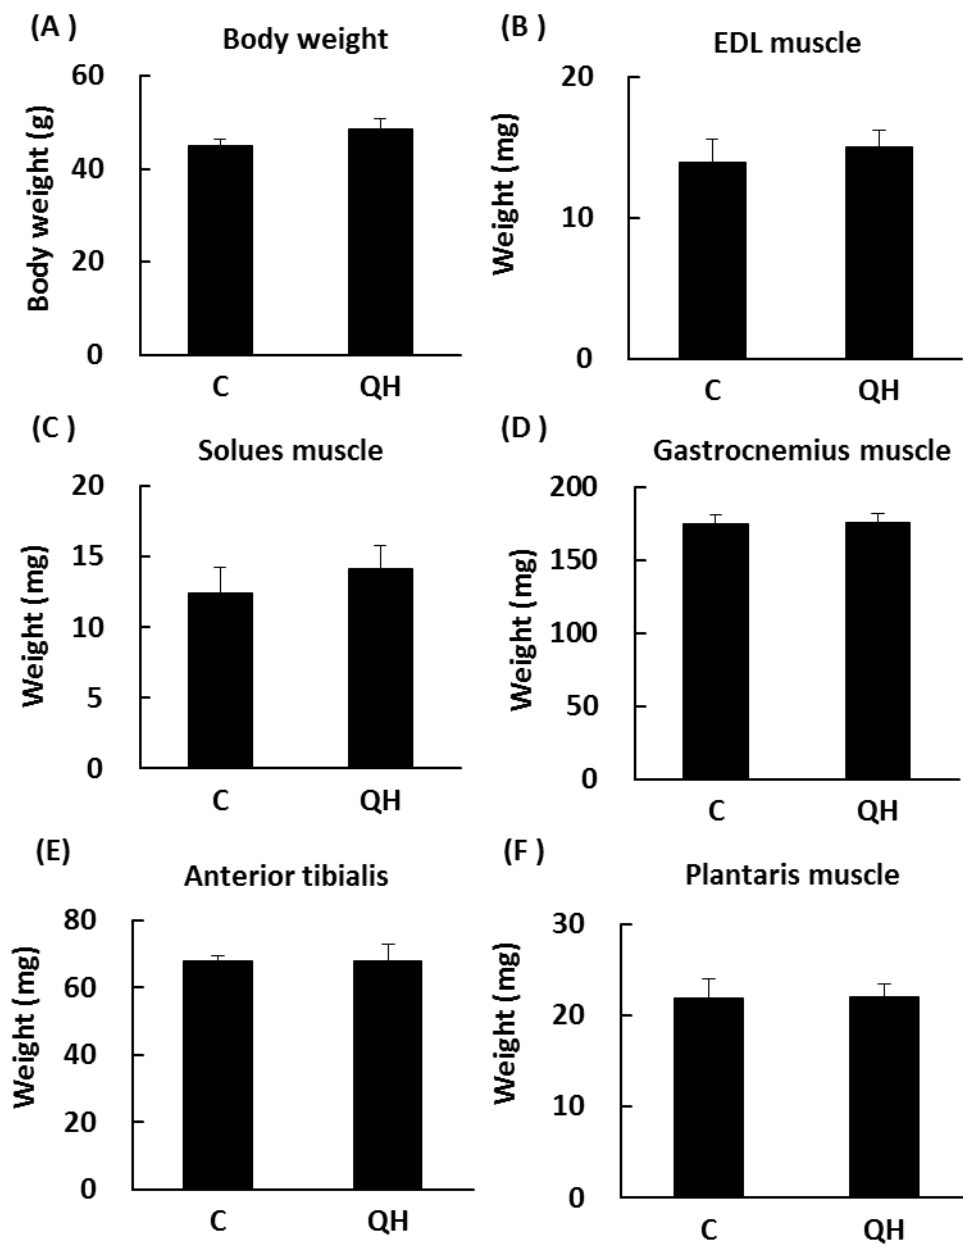 (A )
Body weight
Body weight (g)
60
40
20
0
C QH
(B )
EDL muscle
Weight (mg)
20
10
0
C QH
(C )
Solues muscle
Weight (mg)
20
15
10
5
0
C QH
(D )
Gastrocnemius muscle
Weight (mg)
200
150
100
50
0
C QH
(E)
Anterior tibialis
Weight (mg)
80
60
40
20
0
C QH
(F )
Plantaris muscle
Weight (mg)
30
20
10
0
C QH